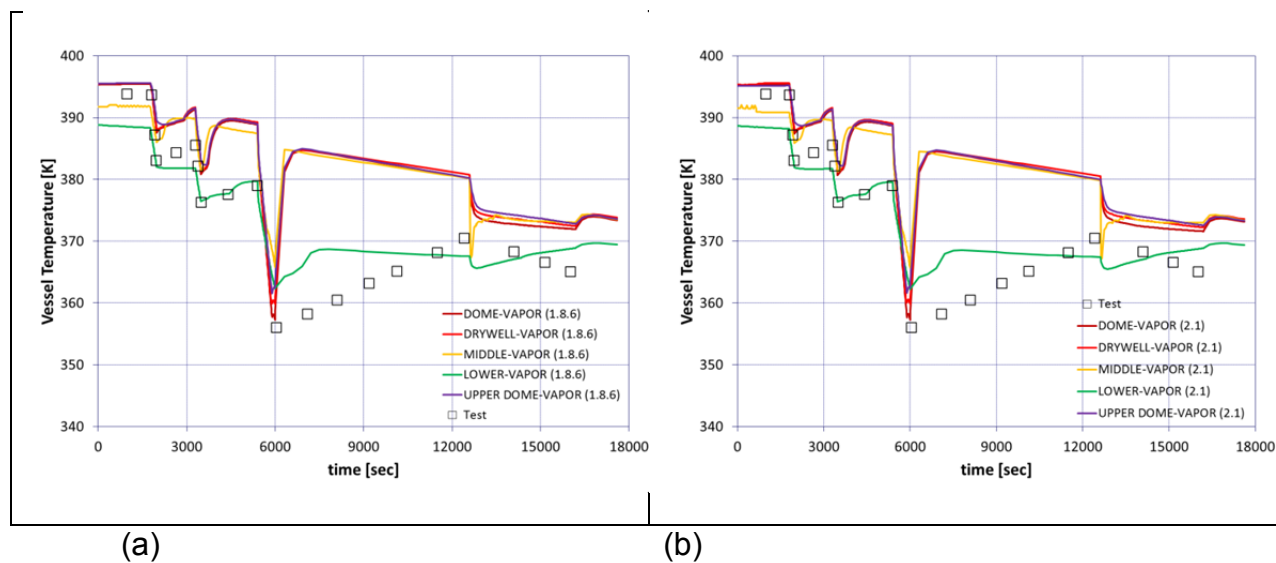 400
390
380
370
360
350
340
Vessel Temperature [K]
DOME-VAPOR (1.8.6)
DRYWELL-VAPOR (1.8.6)
MIDDLE-VAPOR (1.8.6)
LOWER-VAPOR (1.8.6)
UPPER DOME-VAPOR (1.8.6)
Test
0 3000 6000 9000 12000 15000 18000
time [sec]
(a)
400
390
380
370
360
350
340
Vessel Temperature [K]
Test
DOME-VAPOR (2.1)
DRYWELL-VAPOR (2.1)
MIDDLE-VAPOR (2.1)
LOWER-VAPOR (2.1)
UPPER DOME-VAPOR (2.1)
0 3000 6000 9000 12000 15000 18000
time [sec]
(b)